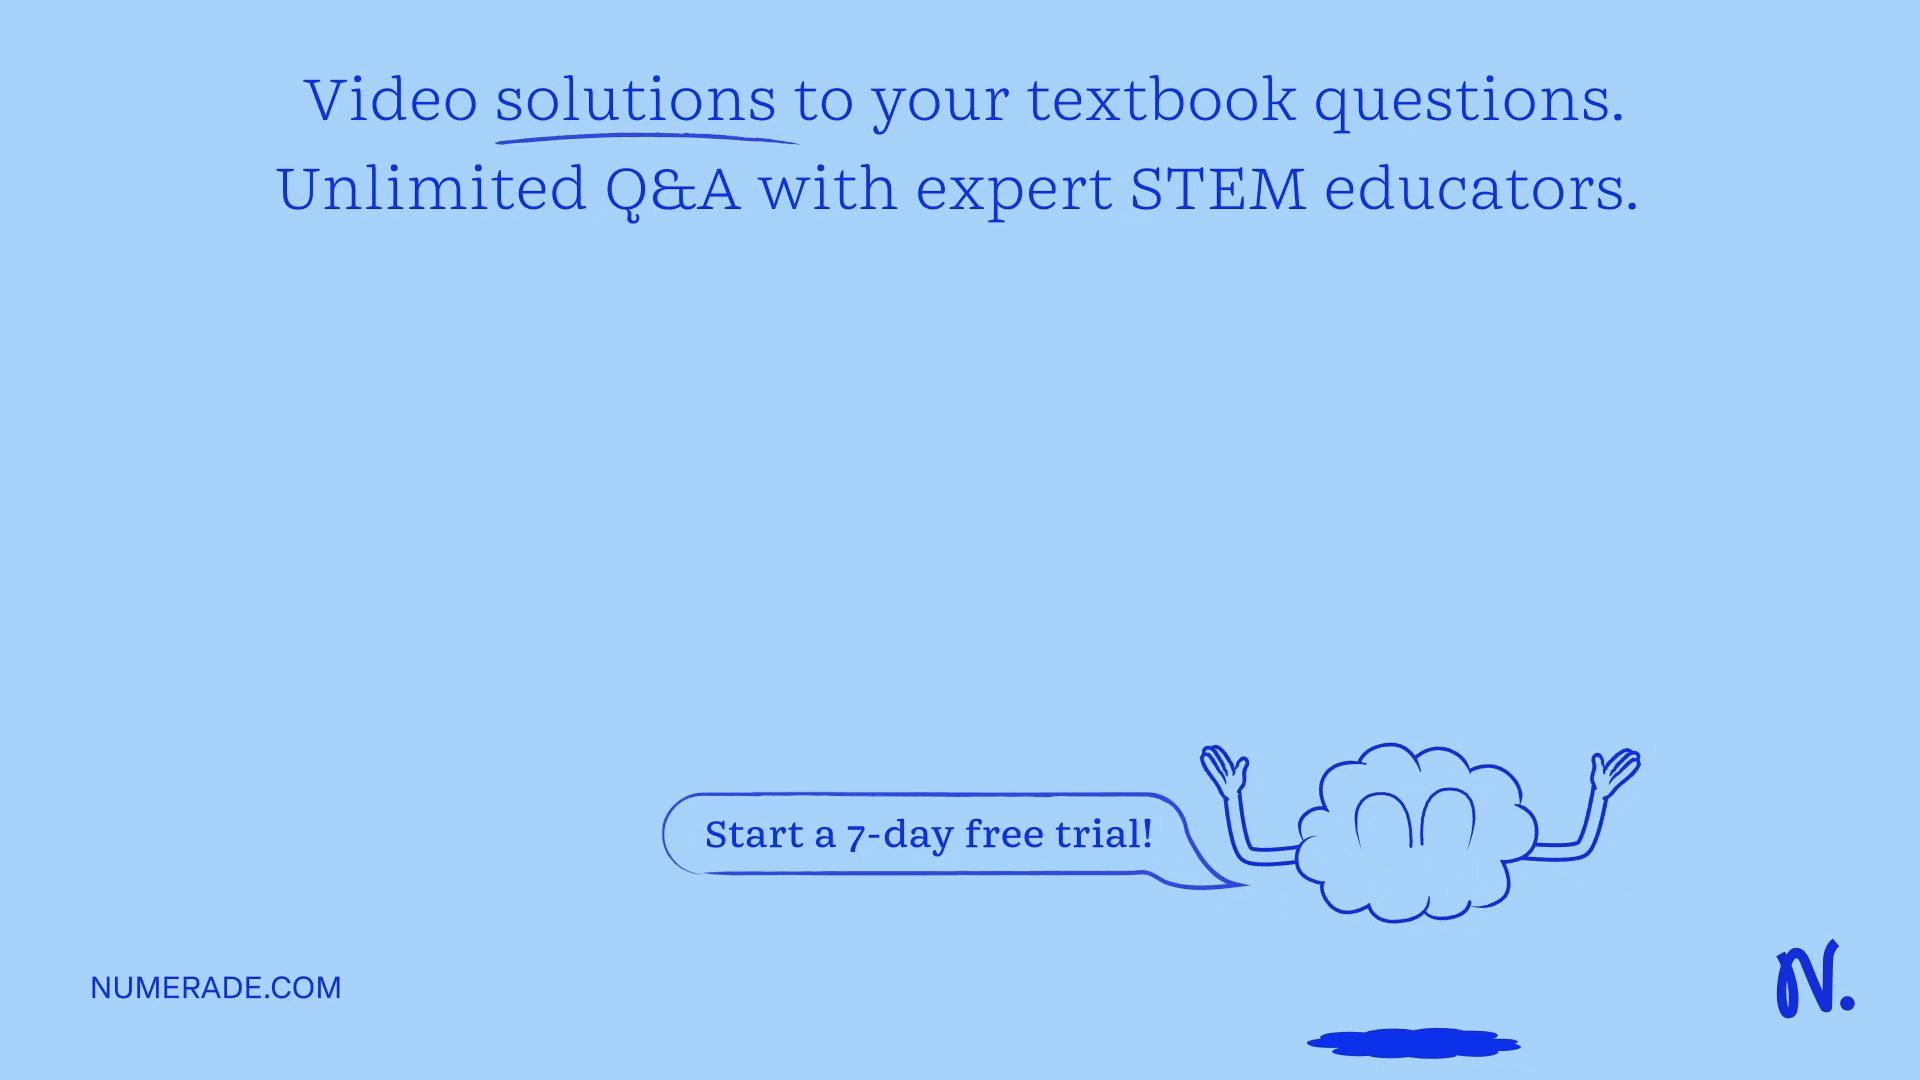 Video solutions to your textbook questions.
Unlimited Q&A with expert STEM educators.
Start a 7-day free trial!
NUMERADE.COM
N.